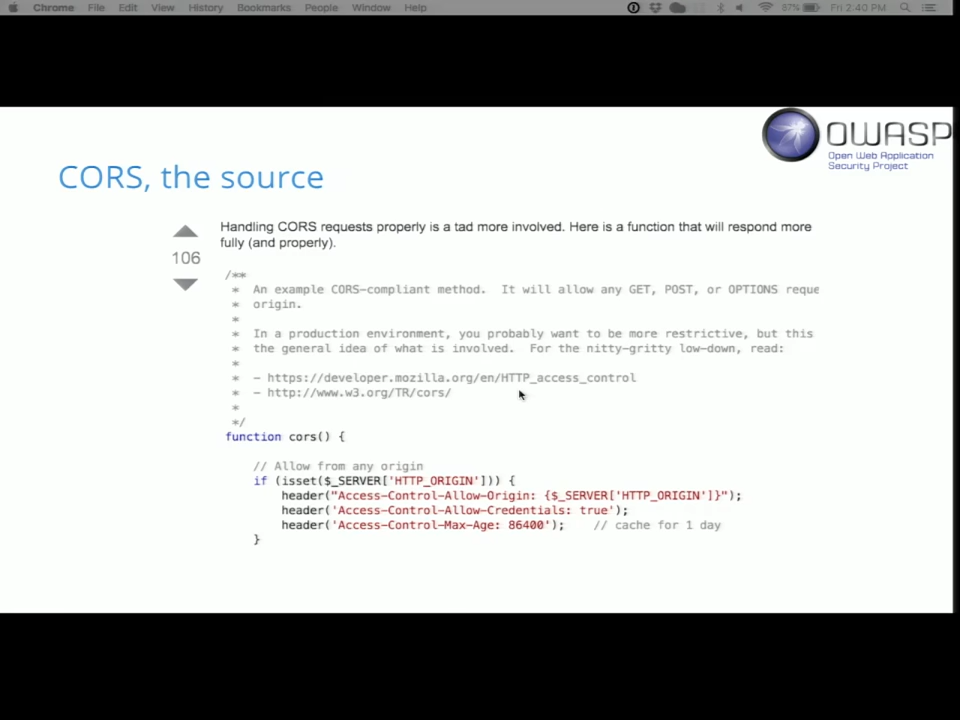 Chrome File Edit View History Bookmarks People Window Help 87% Fri 2:40 PM
OWASP
Open Web Application
Security Project
CORS, the source
106
Handling CORS requests properly is a tad more involved. Here is a function that will respond more
fully (and properly).
/**
* An example CORS-compliant method. It will allow any GET, POST, or OPTIONS reque
* origin.
*
* In a production environment, you probably want to be more restrictive, but this
* the general idea of what is involved. For the nitty-gritty low-down, read:
*
* - https://developer.mozilla.org/en/HTTP_access_control
* - http://www.w3.org/TR/cors/
*
*/
function cors() {
// Allow from any origin
if (isset($_SERVER['HTTP_ORIGIN'])) {
header("Access-Control-Allow-Origin: {$_SERVER['HTTP_ORIGIN']}");
header('Access-Control-Allow-Credentials: true');
header('Access-Control-Max-Age: 86400'); // cache for 1 day
}